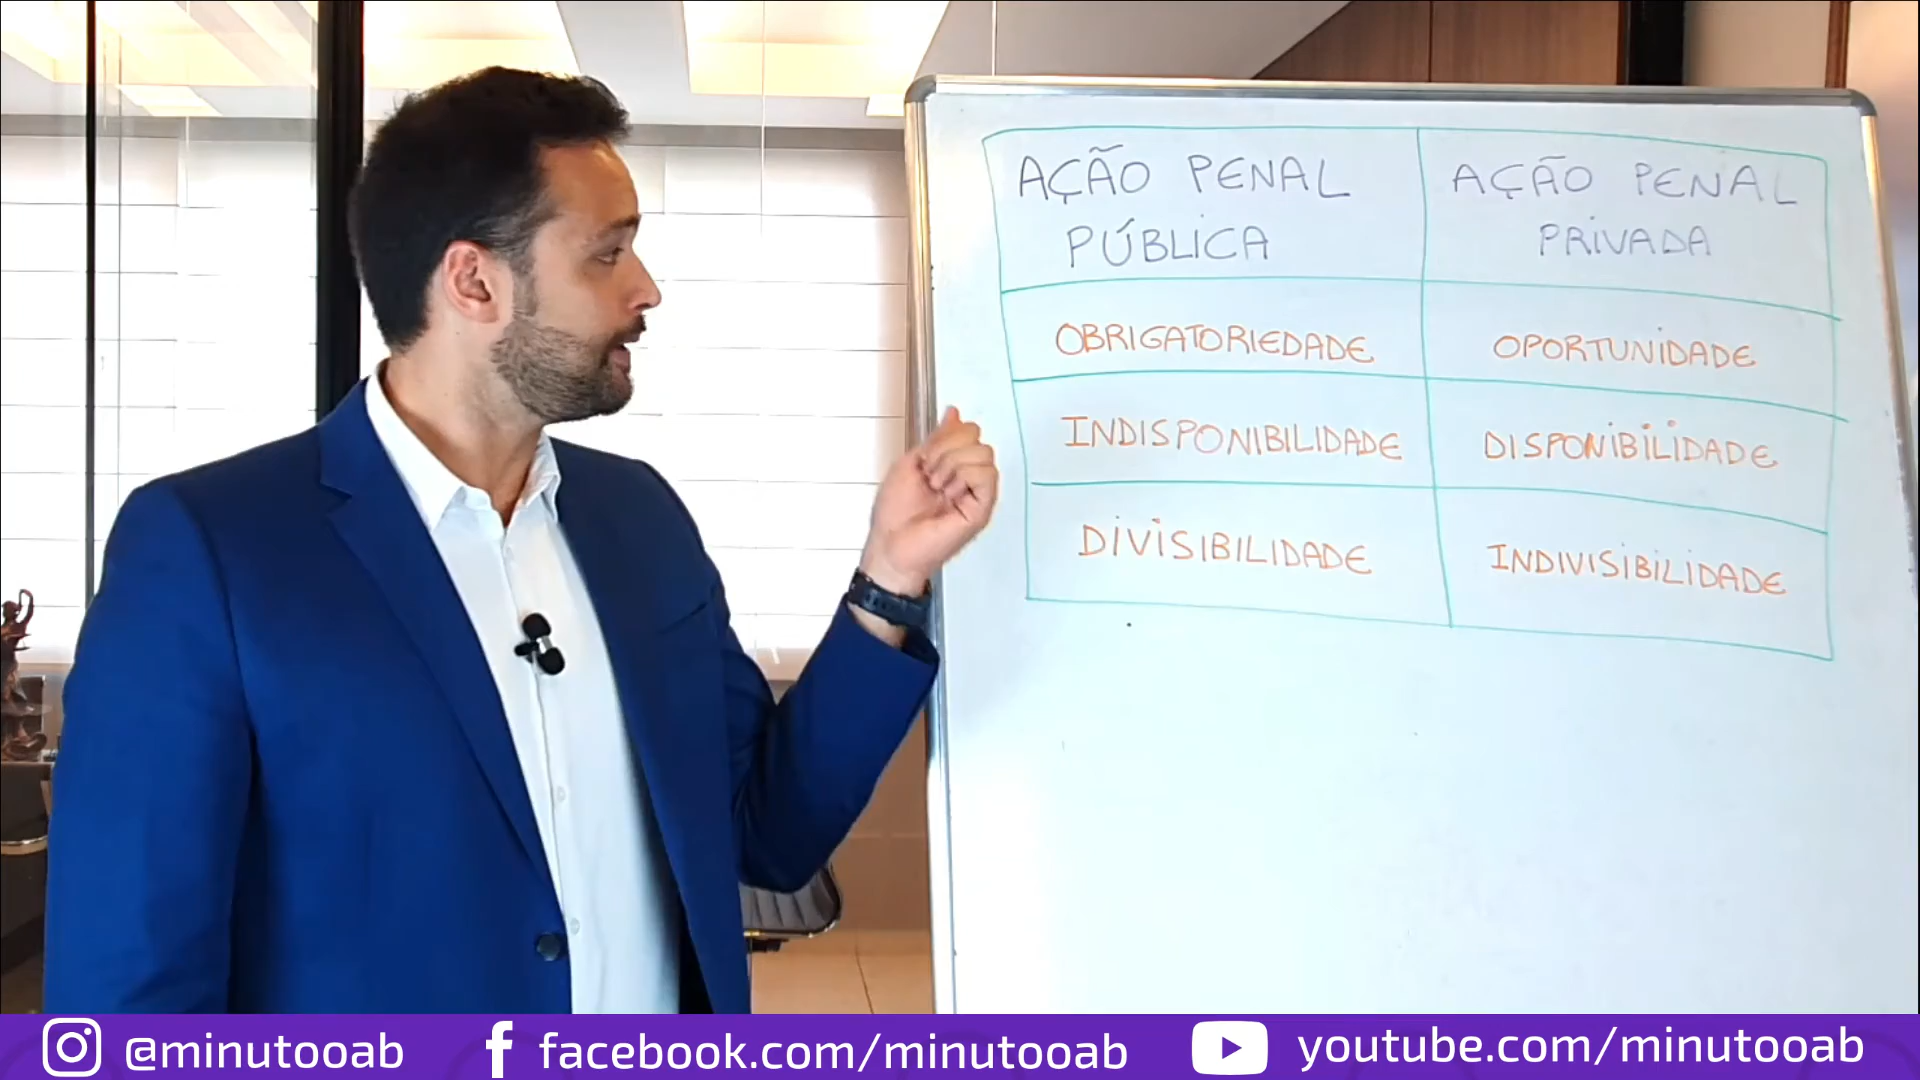 AÇÃO PENAL
PÚBLICA
AÇÃO PENAL
PRIVADA
OBRIGATORIEDADE
OPORTUNIDADE
INDISPONIBILIDADE
DISPONIBILIDADE
DIVISIBILIDADE
INDIVISIBILIDADE
@minutooab
facebook.com/minutooab
youtube.com/minutooab